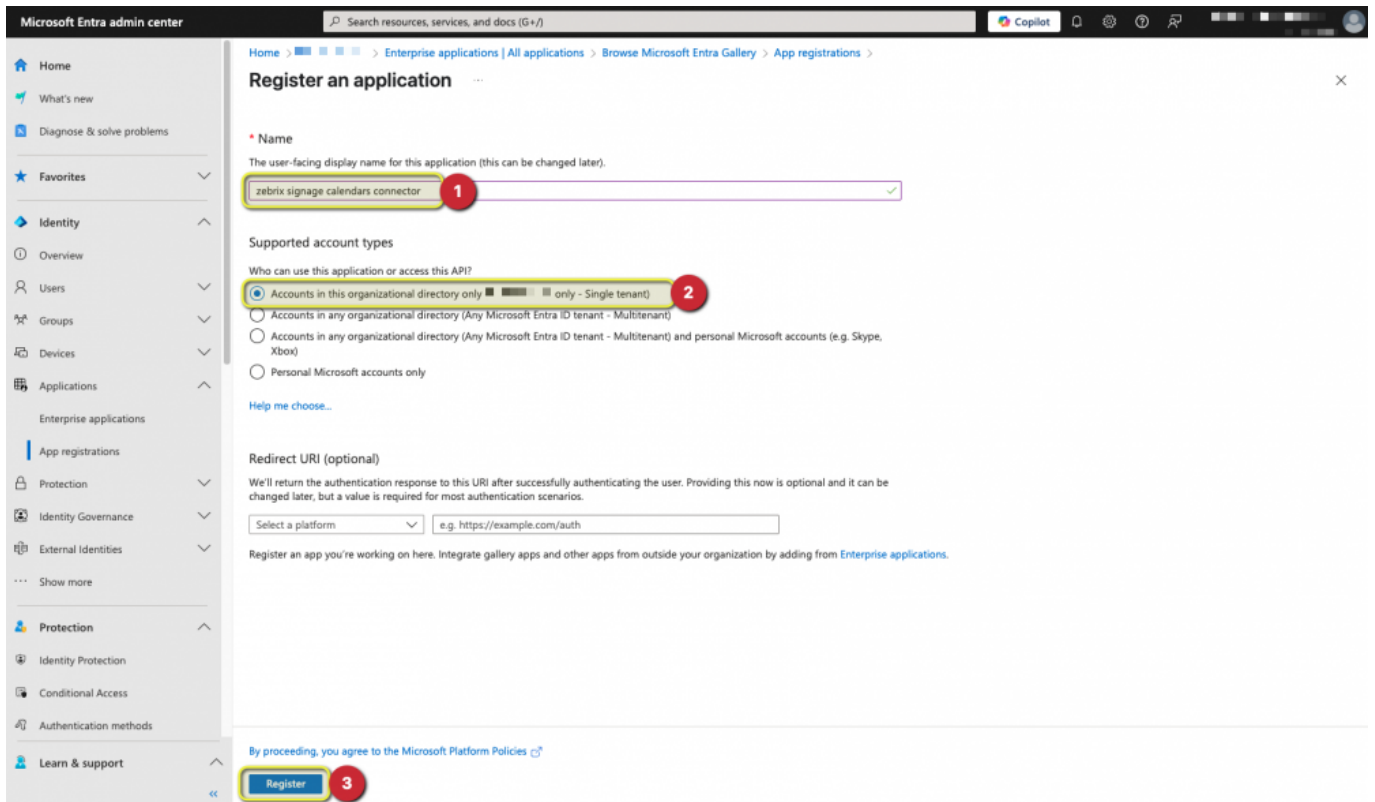 Microsoft Entra admin center
Search resources, services, and docs (G+/)
Copilot
Home > > Enterprise applications | All applications > Browse Microsoft Entra Gallery > App registrations >
Register an application ...
Home
What's new
Diagnose & solve problems
Favorites
Identity
Overview
Users
Groups
Devices
Applications
Enterprise applications
App registrations
Protection
Identity Governance
External Identities
Show more
Protection
Identity Protection
Conditional Access
Authentication methods
Learn & support
«
* Name
The user-facing display name for this application (this can be changed later).
zebrix signage calendars connector
1
Supported account types
Who can use this application or access this API?
Accounts in this organizational directory only only - Single tenant)
2
Accounts in any organizational directory (Any Microsoft Entra ID tenant - Multitenant)
Accounts in any organizational directory (Any Microsoft Entra ID tenant - Multitenant) and personal Microsoft accounts (e.g. Skype,
Xbox)
Personal Microsoft accounts only
Help me choose...
Redirect URI (optional)
We'll return the authentication response to this URI after successfully authenticating the user. Providing this now is optional and it can be
changed later, but a value is required for most authentication scenarios.
Select a platform
e.g. https://example.com/auth
Register an app you're working on here. Integrate gallery apps and other apps from outside your organization by adding from Enterprise applications.
By proceeding, you agree to the Microsoft Platform Policies
Register
3